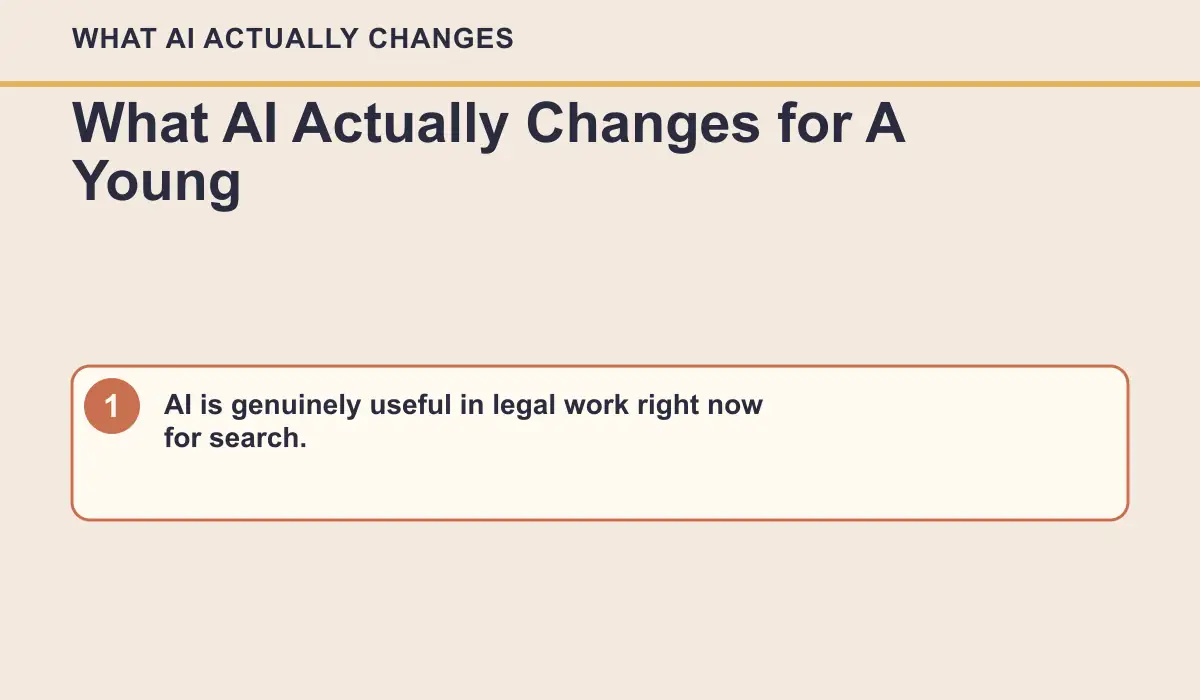 WHAT AI ACTUALLY CHANGES
What AI Actually Changes for A
Young
1
AI is genuinely useful in legal work right now
for search.